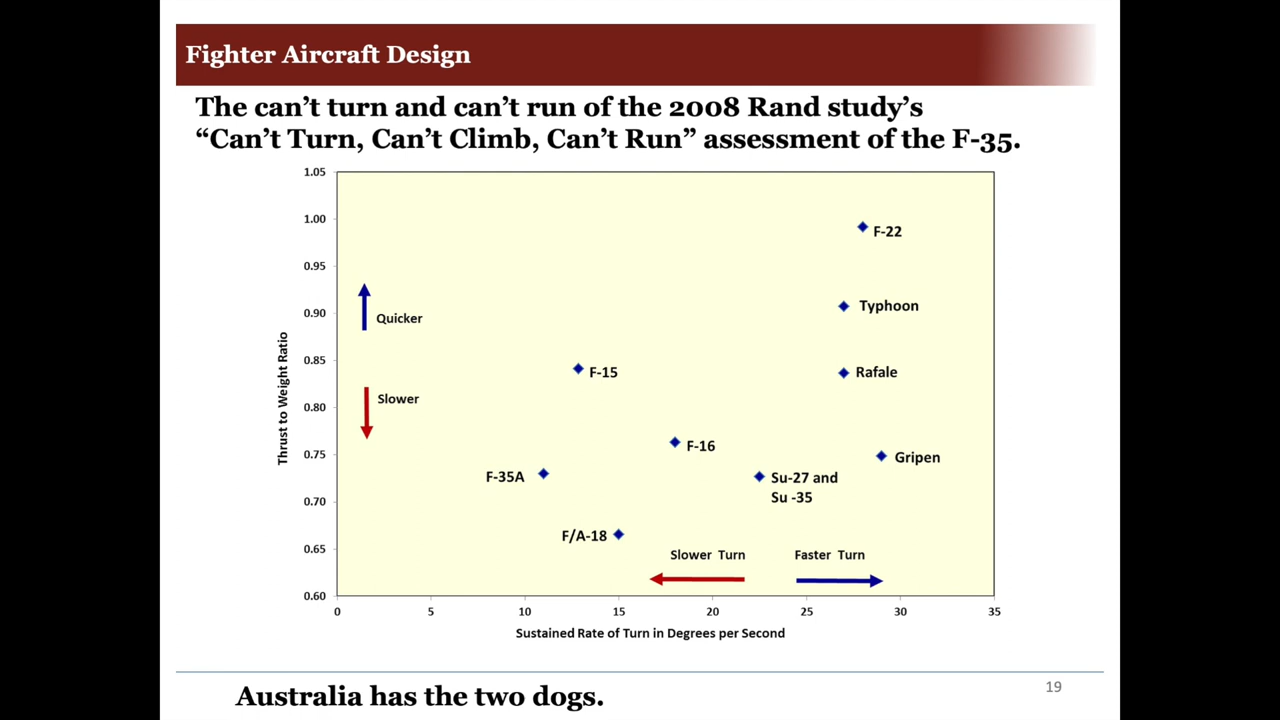 Fighter Aircraft Design
The can’t turn and can’t run of the 2008 Rand study’s
“Can’t Turn, Can’t Climb, Can’t Run” assessment of the F-35.
1.05
1.00
0.95
0.90
0.85
0.80
0.75
0.70
0.65
0.60
Thrust to Weight Ratio
Quicker
Slower
F-22
Typhoon
F-15
Rafale
F-16
Gripen
F-35A
Su-27 and
Su -35
F/A-18
Slower Turn
Faster Turn
0
5
10
15
20
25
30
35
Sustained Rate of Turn in Degrees per Second
Australia has the two dogs.
19